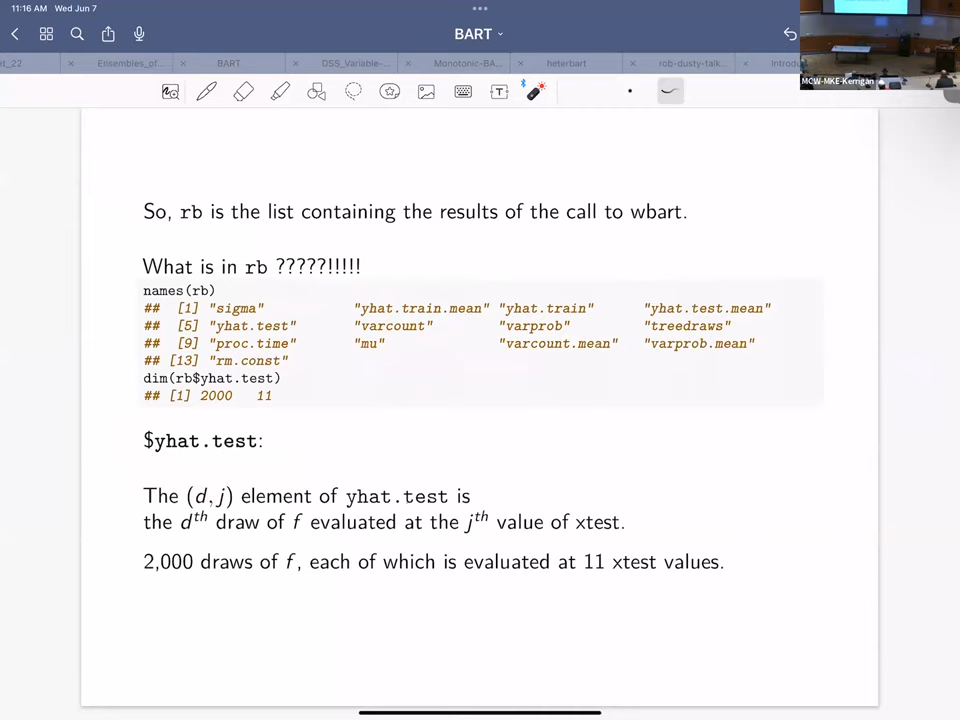 11:16 AM Wed Jun 7
BART
BART
DSS_Variable-...
Monotonic-BA...
heterbart
rob-dusty-talk...
Introdu
Ensembles_of...
MCW-MKE-Kerrigan
So, rb is the list containing the results of the call to wbart.
What is in rb ?????!!!!!
names(rb)
## [1] "sigma" "yhat.train.mean" "yhat.train" "yhat.test.mean"
## [5] "yhat.test" "varcount" "varprob" "treedraws"
## [9] "proc.time" "mu" "varcount.mean" "varprob.mean"
## [13] "rm.const"
dim(rb$yhat.test)
## [1] 2000 11
$yhat.test:
The (d, j) element of yhat.test is
the dth draw of f evaluated at the jth value of xtest.
2,000 draws of f, each of which is evaluated at 11 xtest values.